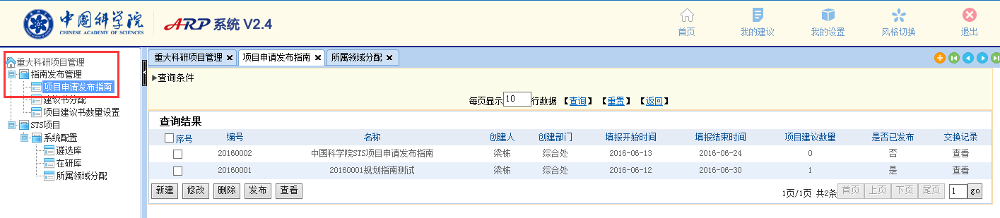 中国科学院
CHINESE ACADEMY OF SCIENCES
ARP 系统 V2.4
首页 我的建议 我的设置 风格切换 退出
重大科研项目管理
指南发布管理
项目申请发布指南
建议书分配
项目建议书数量设置
STS项目
系统配置
遴选库
在研库
所属领域分配
重大科研项目管理 项目申请发布指南 所属领域分配
查询条件
每页显示 10 行数据 【查询】 【重置】 【返回】
查询结果
序号 编号 名称 创建人 创建部门 填报开始时间 填报结束时间 项目建议数量 是否已发布 交换记录
20160002 中国科学院STS项目申请发布指南 梁栋 综合处 2016-06-13 2016-06-24 0 否 查看
20160001 20160001规划指南测试 梁栋 综合处 2016-06-12 2016-06-30 1 是 查看
新建 修改 删除 发布 查看 1页/1页 共2条 首页 上页 下页 尾页 1 go